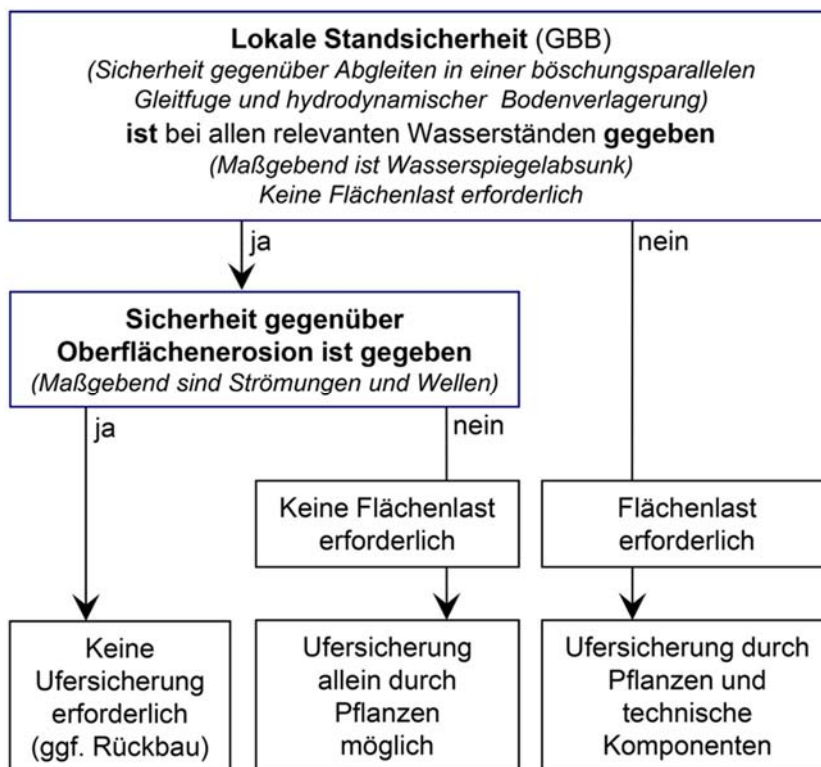 Lokale Standsicherheit (GBB)
(Sicherheit gegenüber Abgleiten in einer böschungsparallelen
Gleitfuge und hydrodynamischer Bodenverlagerung)
ist bei allen relevanten Wasserständen gegeben
(Maßgebend ist Wasserspiegelabsunk)
Keine Flächenlast erforderlich
ja
nein
Sicherheit gegenüber
Oberflächenerosion ist gegeben
(Maßgebend sind Strömungen und Wellen)
ja
nein
Keine Flächenlast
erforderlich
Flächenlast
erforderlich
Keine
Ufersicherung
erforderlich
(ggf. Rückbau)
Ufersicherung
allein durch
Pflanzen
möglich
Ufersicherung durch
Pflanzen und
technische
Komponenten